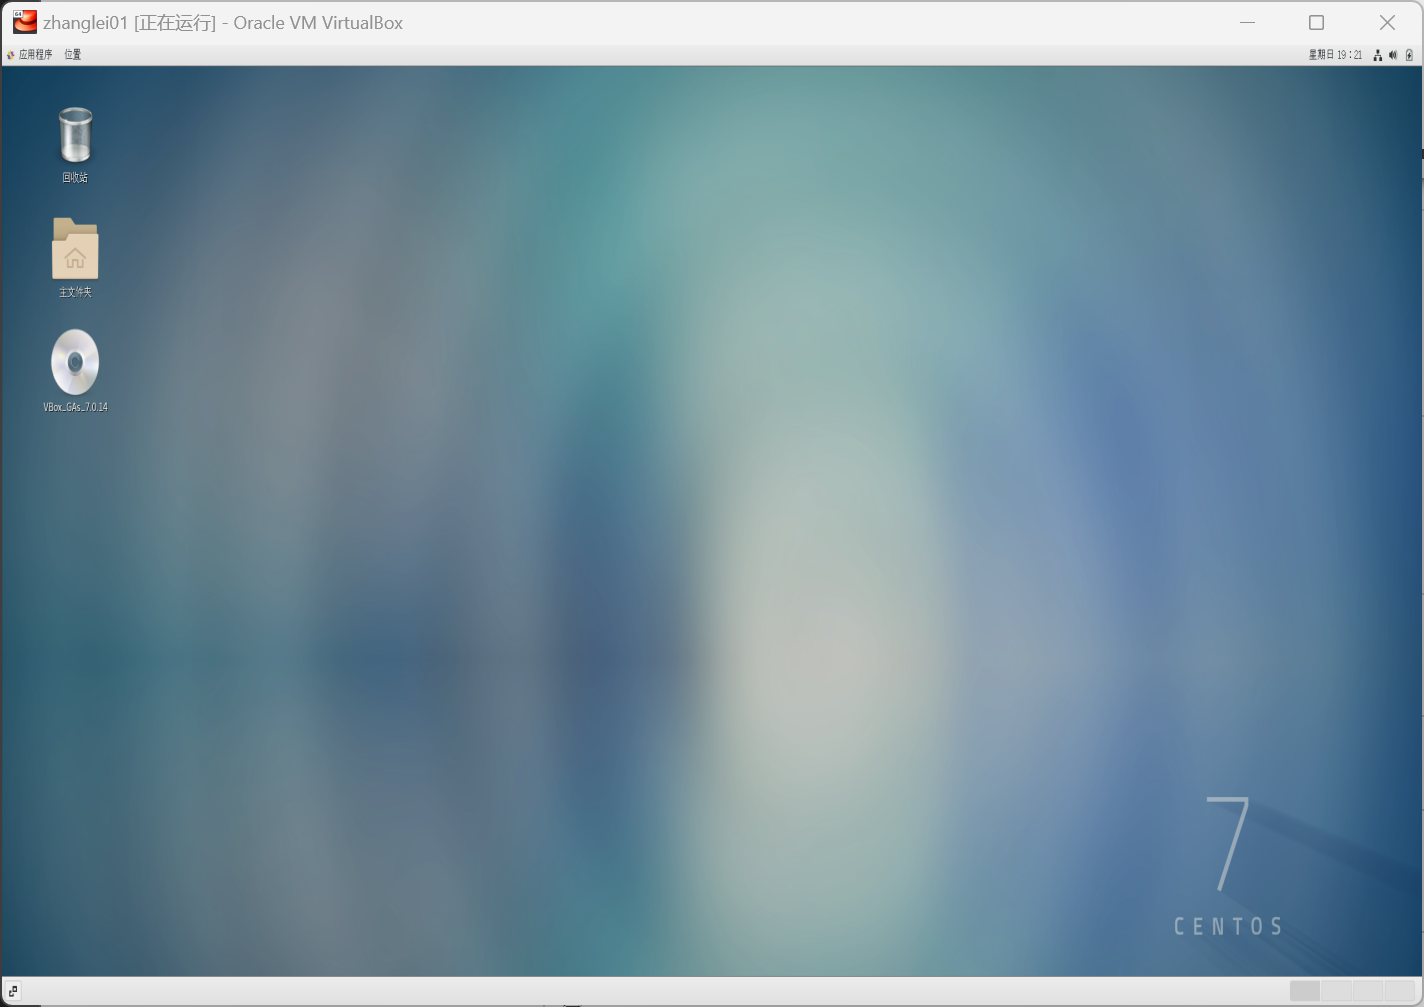 zhanglei01 [正在运行] - Oracle VM VirtualBox
应用程序 位置 星期日 19：21
回收站
主文件夹
VBox_GAs_7.0.14
7
CENTOS